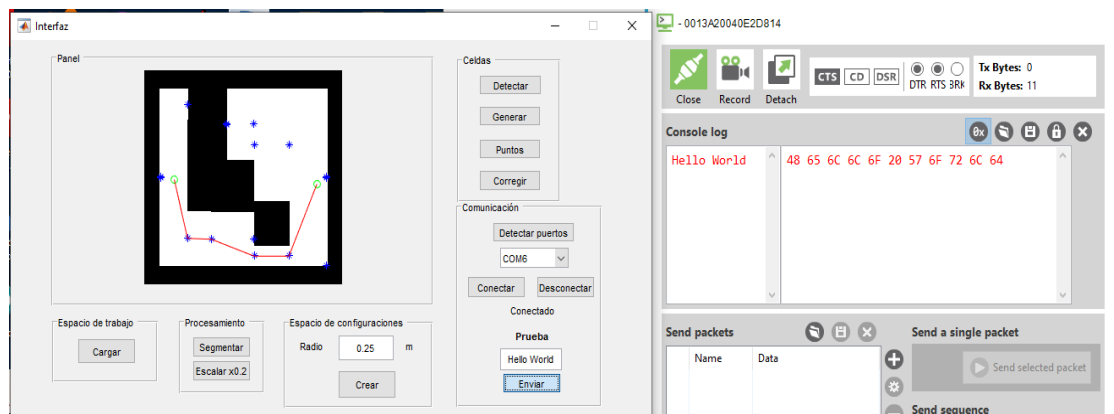 Interfaz
Panel
Celdas
Detectar
Generar
Puntos
Corregir
Comunicación
Detectar puertos
COM6
Conectar Desconectar
Conectado
Prueba
Hello World
Enviar
Espacio de trabajo
Cargar
Procesamiento
Segmentar
Escalar x0.2
Espacio de configuraciones
Radio 0.25 m
Crear
- 0013A20040E2D814
Close Record Detach
CTS CD DSR
DTR RTS BRK
Tx Bytes: 0
Rx Bytes: 11
Console log
Hello World
48 65 6C 6C 6F 20 57 6F 72 6C 64
Send packets
Name Data
Send a single packet
Send selected packet
Send sequence